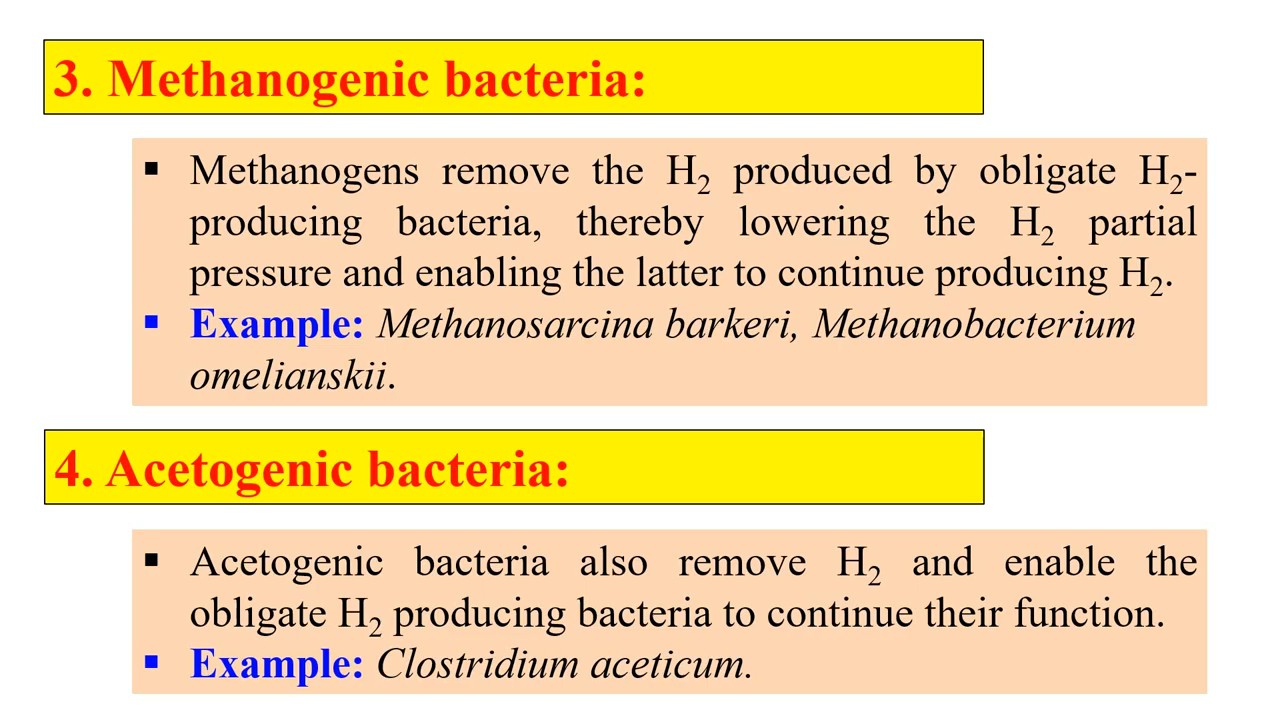 3. Methanogenic bacteria:
▪ Methanogens remove the H₂ produced by obligate H₂-
producing bacteria, thereby lowering the H₂ partial
pressure and enabling the latter to continue producing H₂.
▪ Example: Methanosarcina barkeri, Methanobacterium
omelianskii.
4. Acetogenic bacteria:
▪ Acetogenic bacteria also remove H₂ and enable the
obligate H₂ producing bacteria to continue their function.
▪ Example: Clostridium aceticum.